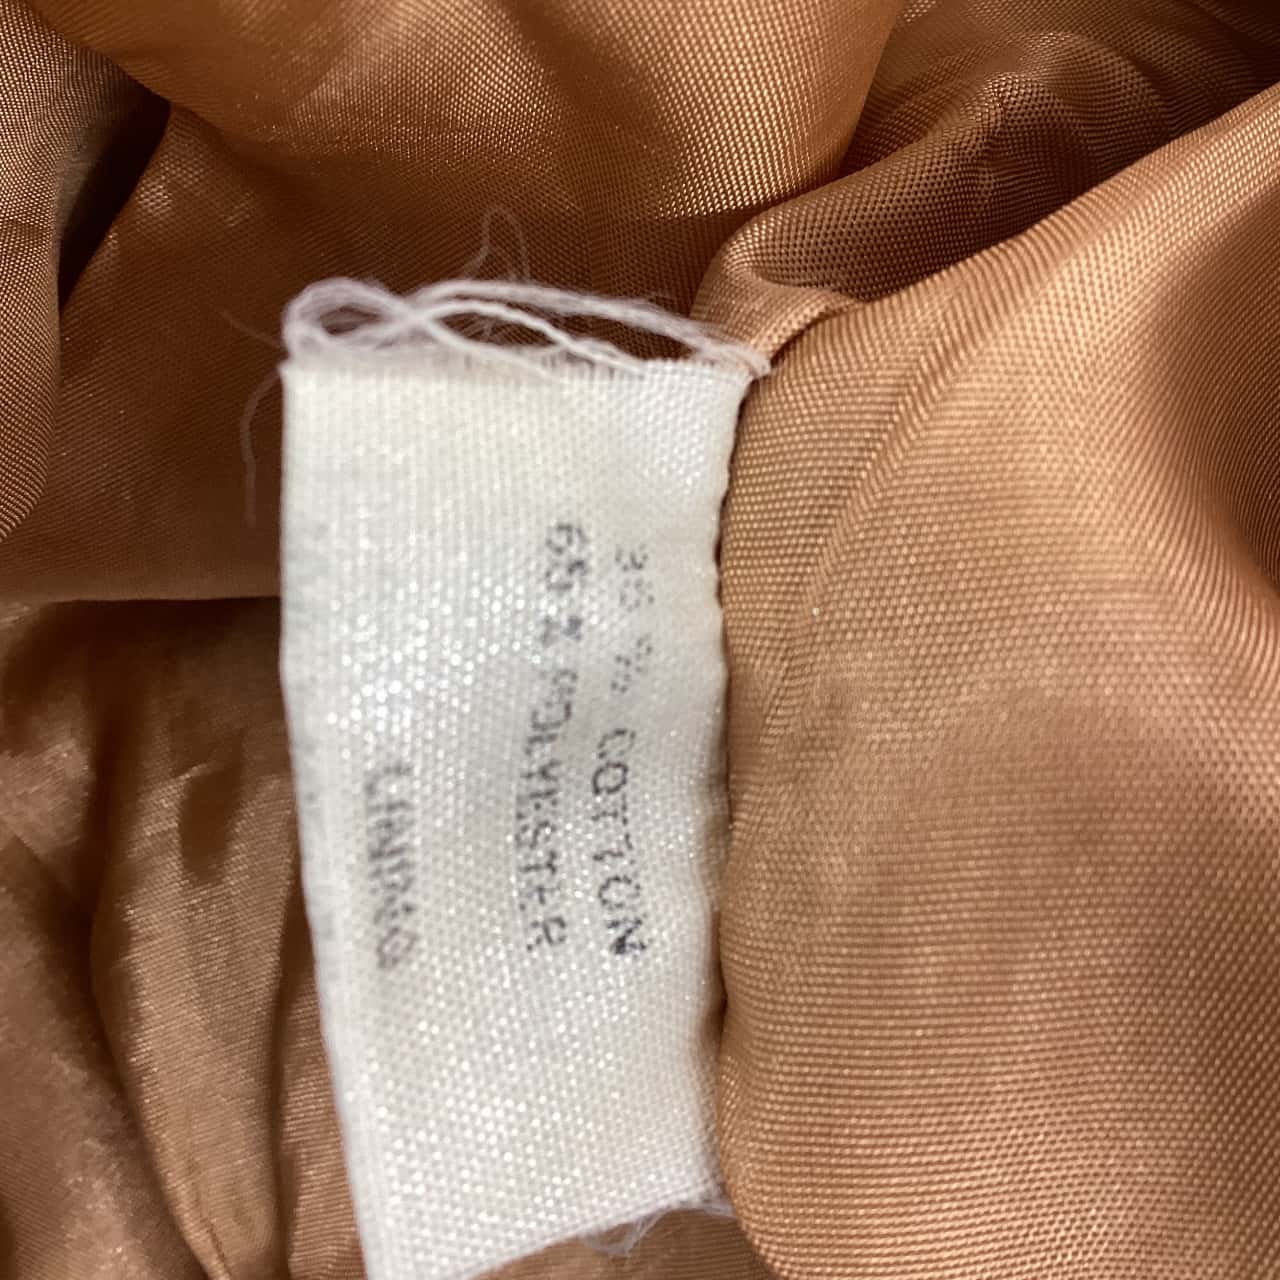 35 % COTTON
65 % POLYESTER
LINING